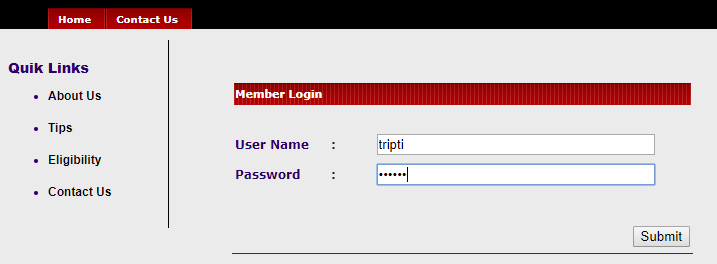 Home Contact Us
Quik Links
About Us
Tips
Eligibility
Contact Us
Member Login
User Name :
tripti
Password :
••••••
Submit